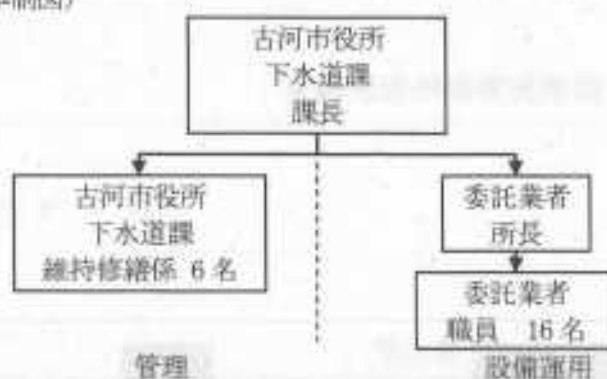 古河市役所
下水道課
課長
古河市役所
下水道課
維持修繕係 6名
委託業者
所長
委託業者
職員 16名
管理
設備運用